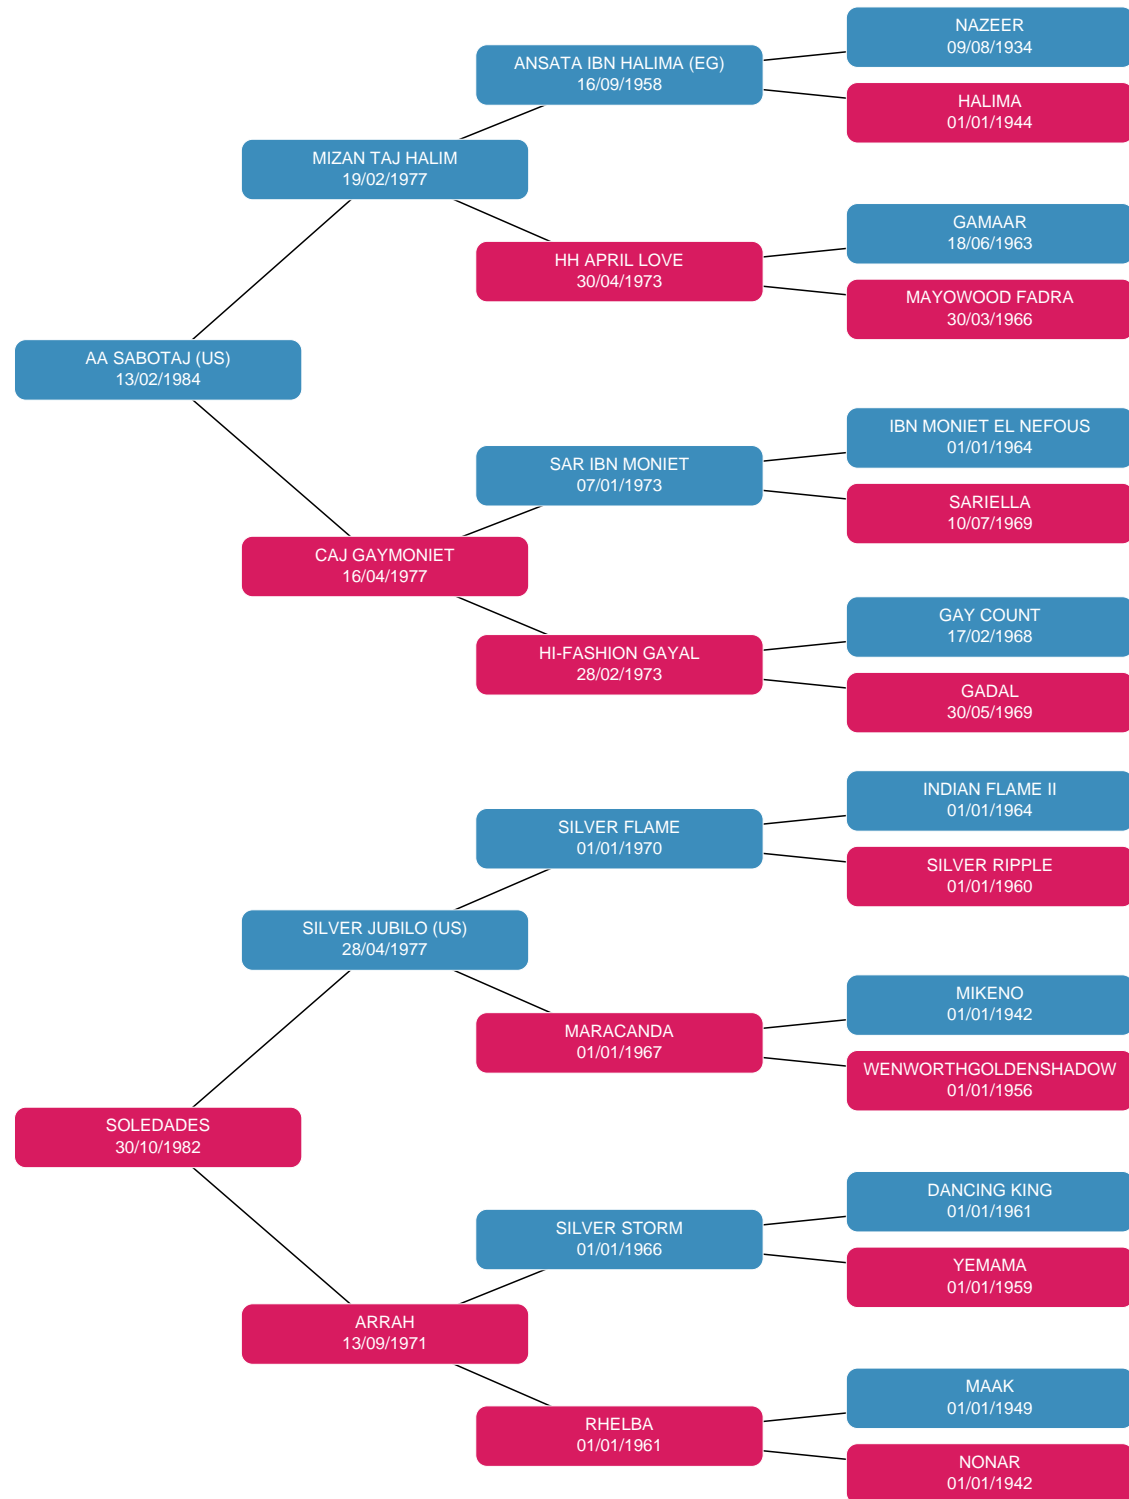 NAZEER
09/08/1934
ANSATA IBN HALIMA (EG)
16/09/1958
HALIMA
01/01/1944
MIZAN TAJ HALIM
19/02/1977
GAMAAR
18/06/1963
HH APRIL LOVE
30/04/1973
MAYOWOOD FADRA
30/03/1966
AA SABOTAJ (US)
13/02/1984
IBN MONIET EL NEFOUS
01/01/1964
SAR IBN MONIET
07/01/1973
SARIELLA
10/07/1969
CAJ GAYMONIET
16/04/1977
GAY COUNT
17/02/1968
HI-FASHION GAYAL
28/02/1973
GADAL
30/05/1969
INDIAN FLAME II
01/01/1964
SILVER FLAME
01/01/1970
SILVER RIPPLE
01/01/1960
SILVER JUBILO (US)
28/04/1977
MIKENO
01/01/1942
MARACANDA
01/01/1967
WENWORTHGOLDENSHADOW
01/01/1956
SOLEDADES
30/10/1982
DANCING KING
01/01/1961
SILVER STORM
01/01/1966
YEMAMA
01/01/1959
ARRAH
13/09/1971
MAAK
01/01/1949
RHELBA
01/01/1961
NONAR
01/01/1942